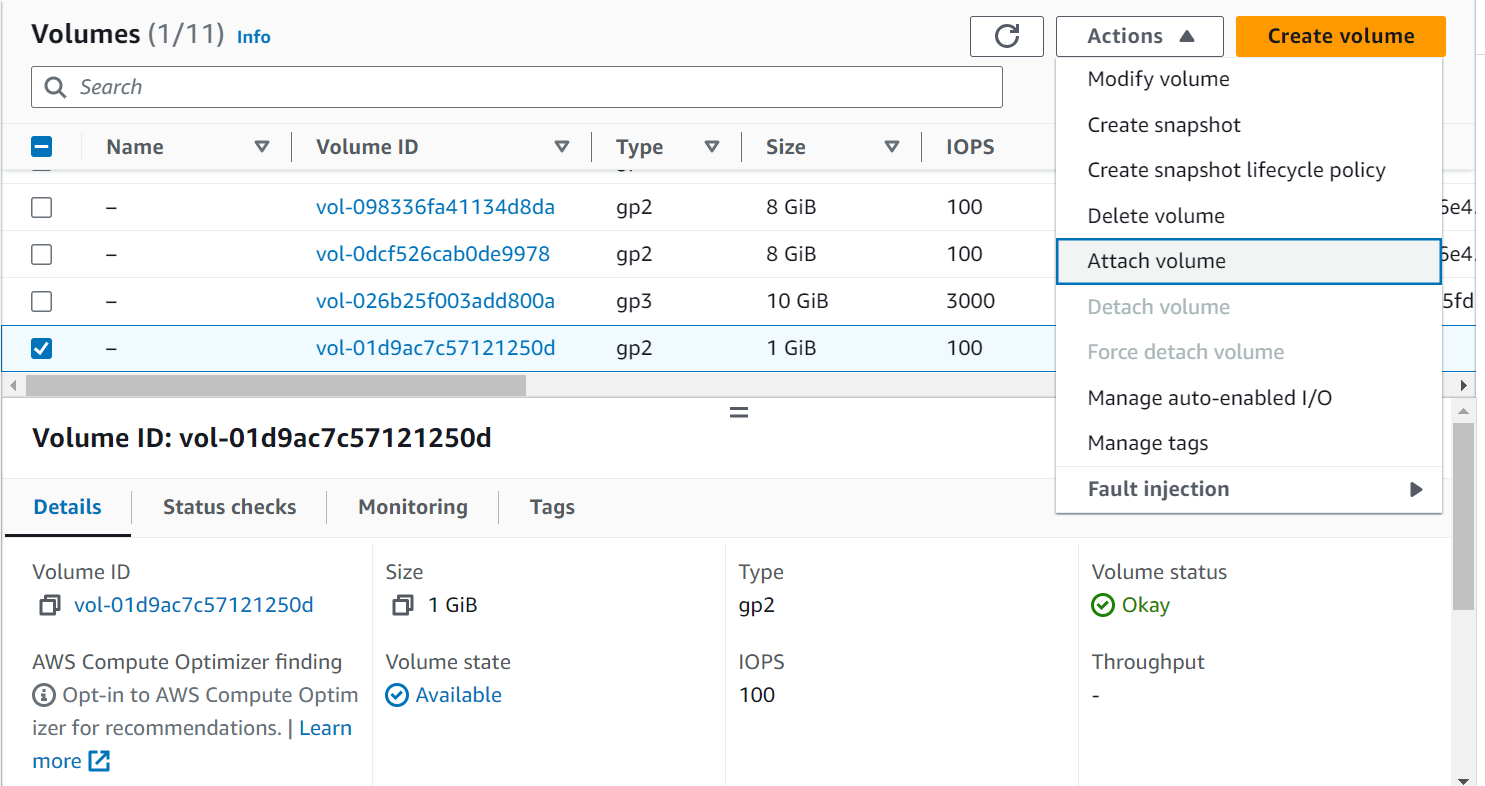 Volumes (1/11) Info
Actions
Create volume
Search
Name Volume ID Type Size IOPS
– vol-098336fa41134d8da gp2 8 GiB 100 6e4.
– vol-0dcf526cab0de9978 gp2 8 GiB 100 6e4.
– vol-026b25f003add800a gp3 10 GiB 3000 5fd
– vol-01d9ac7c57121250d gp2 1 GiB 100
Modify volume
Create snapshot
Create snapshot lifecycle policy
Delete volume
Attach volume
Detach volume
Force detach volume
Manage auto-enabled I/O
Manage tags
Fault injection
Volume ID: vol-01d9ac7c57121250d
Details Status checks Monitoring Tags
Volume ID
vol-01d9ac7c57121250d
Size
1 GiB
Type
gp2
Volume status
Okay
AWS Compute Optimizer finding
Opt-in to AWS Compute Optim
izer for recommendations. | Learn
more
Volume state
Available
IOPS
100
Throughput
-